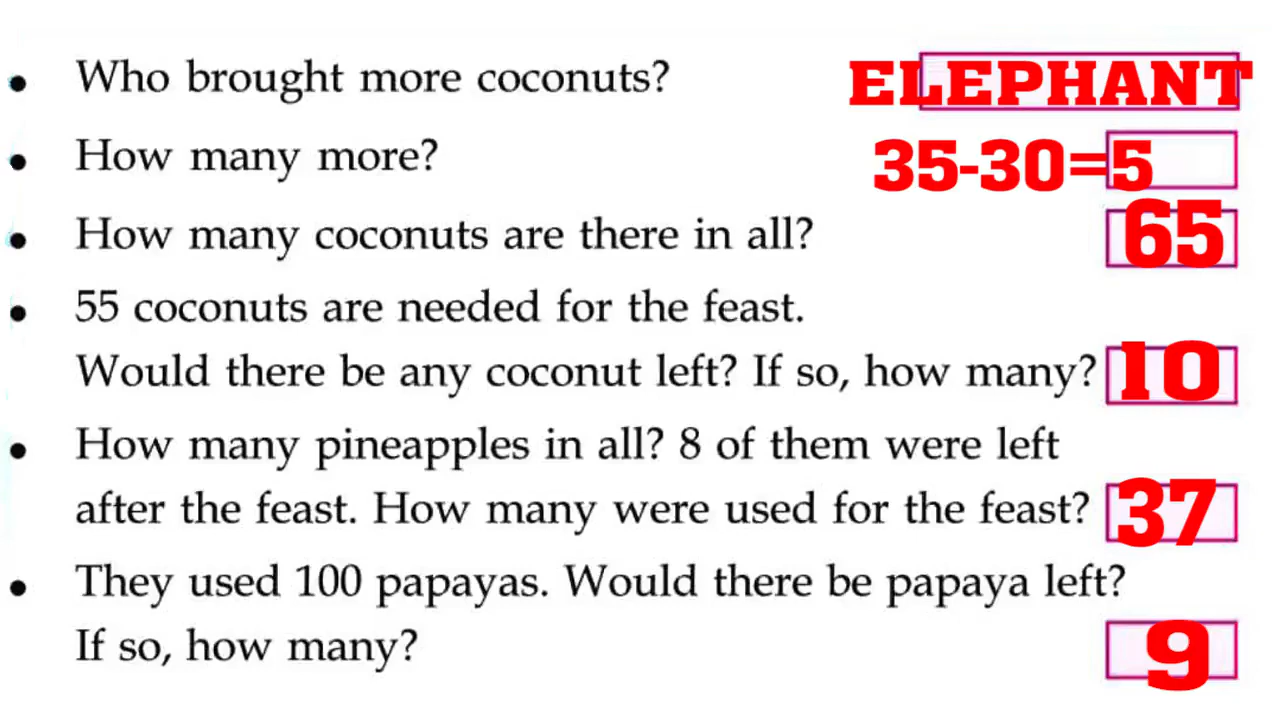 • Who brought more coconuts? ELEPHANT
• How many more? 35-30=5
• How many coconuts are there in all? 65
• 55 coconuts are needed for the feast.
Would there be any coconut left? If so, how many? 10
• How many pineapples in all? 8 of them were left
after the feast. How many were used for the feast? 37
• They used 100 papayas. Would there be papaya left?
If so, how many? 9